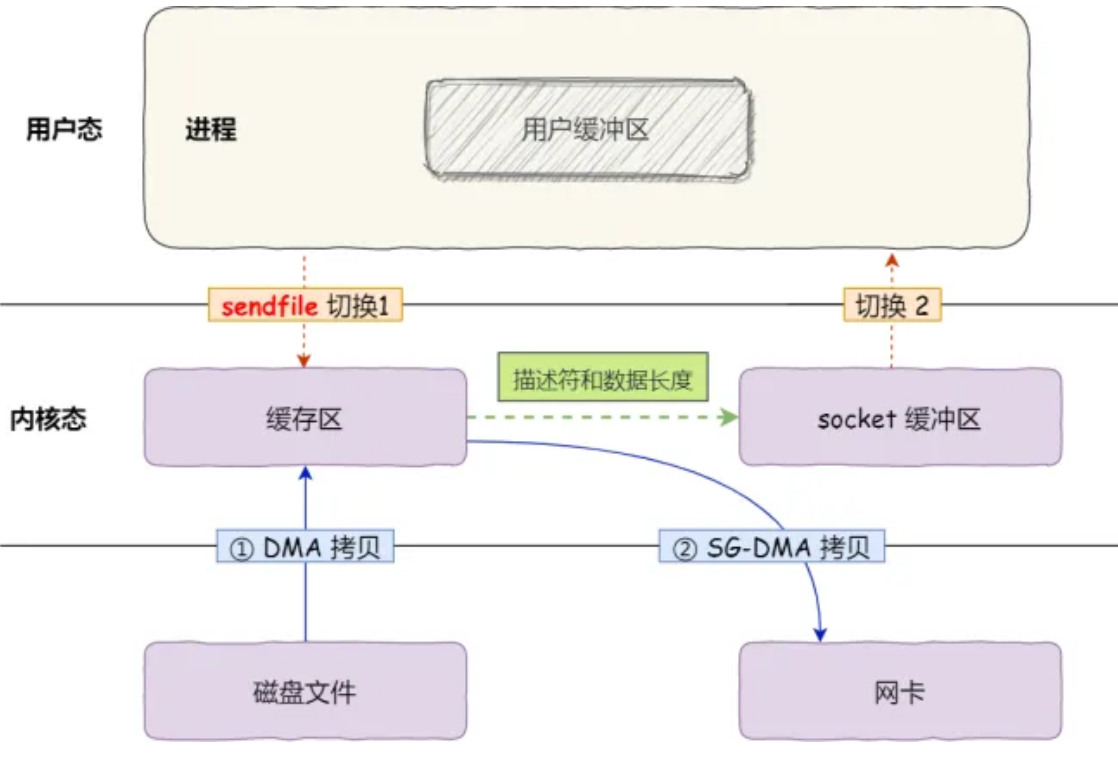 用户态
进程
用户缓冲区
sendfile 切换1
切换 2
描述符和数据长度
内核态
缓存区
socket 缓冲区
① DMA 拷贝
② SG-DMA 拷贝
磁盘文件
网卡